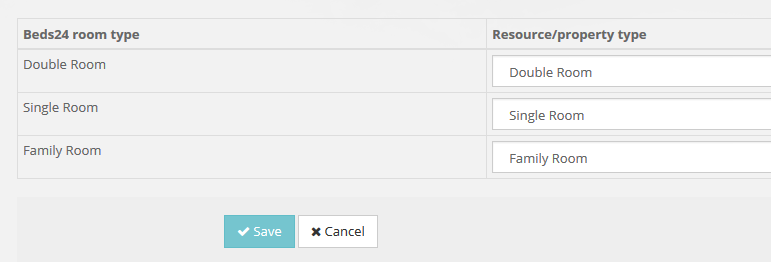 Beds24 room type Resource/property type
Double Room Double Room
Single Room Single Room
Family Room Family Room
Save Cancel